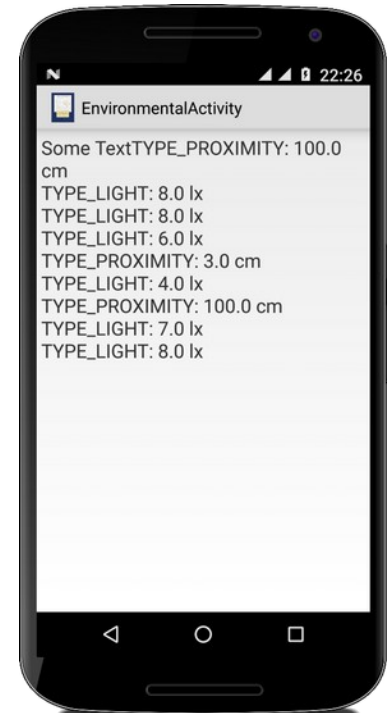 22:26
EnvironmentalActivity
Some TextTYPE_PROXIMITY: 100.0
cm
TYPE_LIGHT: 8.0 lx
TYPE_LIGHT: 8.0 lx
TYPE_LIGHT: 6.0 lx
TYPE_PROXIMITY: 3.0 cm
TYPE_LIGHT: 4.0 lx
TYPE_PROXIMITY: 100.0 cm
TYPE_LIGHT: 7.0 lx
TYPE_LIGHT: 8.0 lx